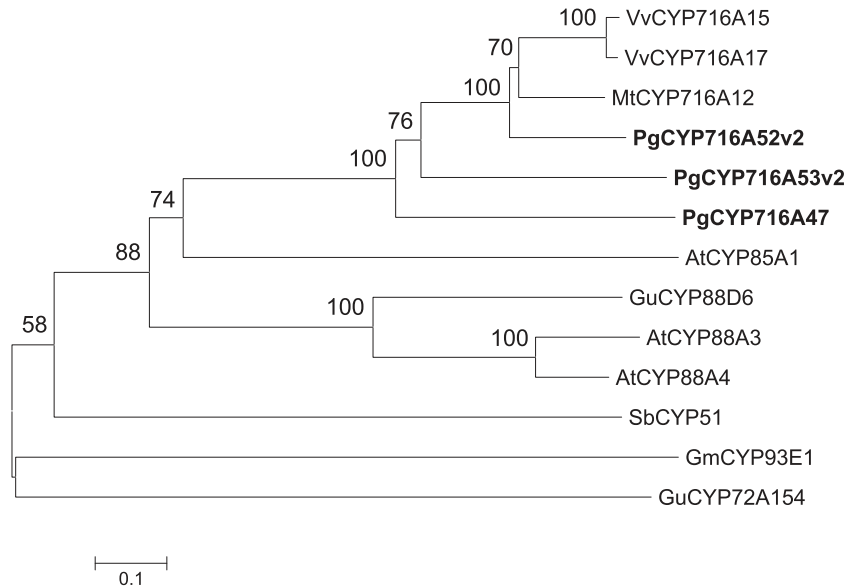 100 VvCYP716A15
70
VvCYP716A17
100
MtCYP716A12
76
PgCYP716A52v2
100
PgCYP716A53v2
74
PgCYP716A47
88
AtCYP85A1
100
GuCYP88D6
58
100 AtCYP88A3
AtCYP88A4
SbCYP51
GmCYP93E1
GuCYP72A154
0.1